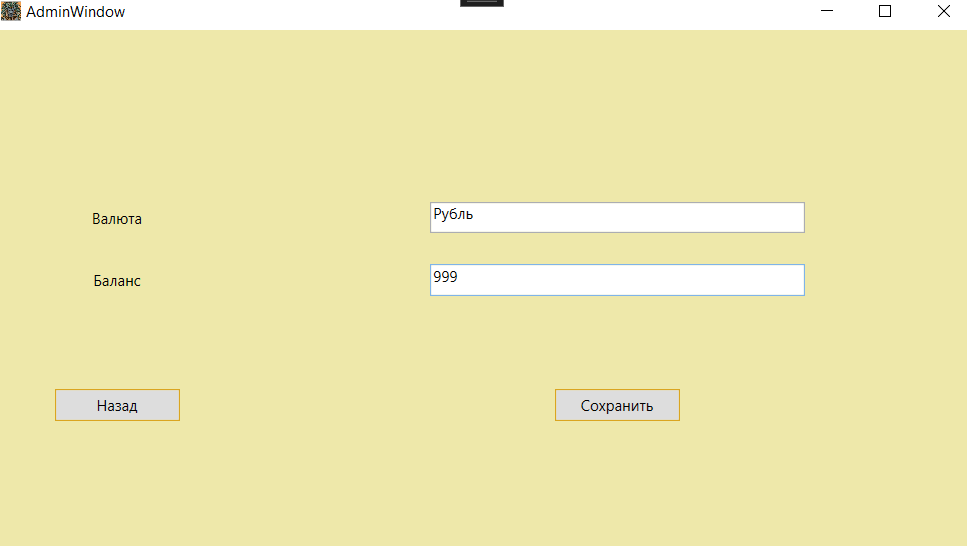 AdminWindow
Валюта
Рубль
Баланс
999
Назад
Сохранить